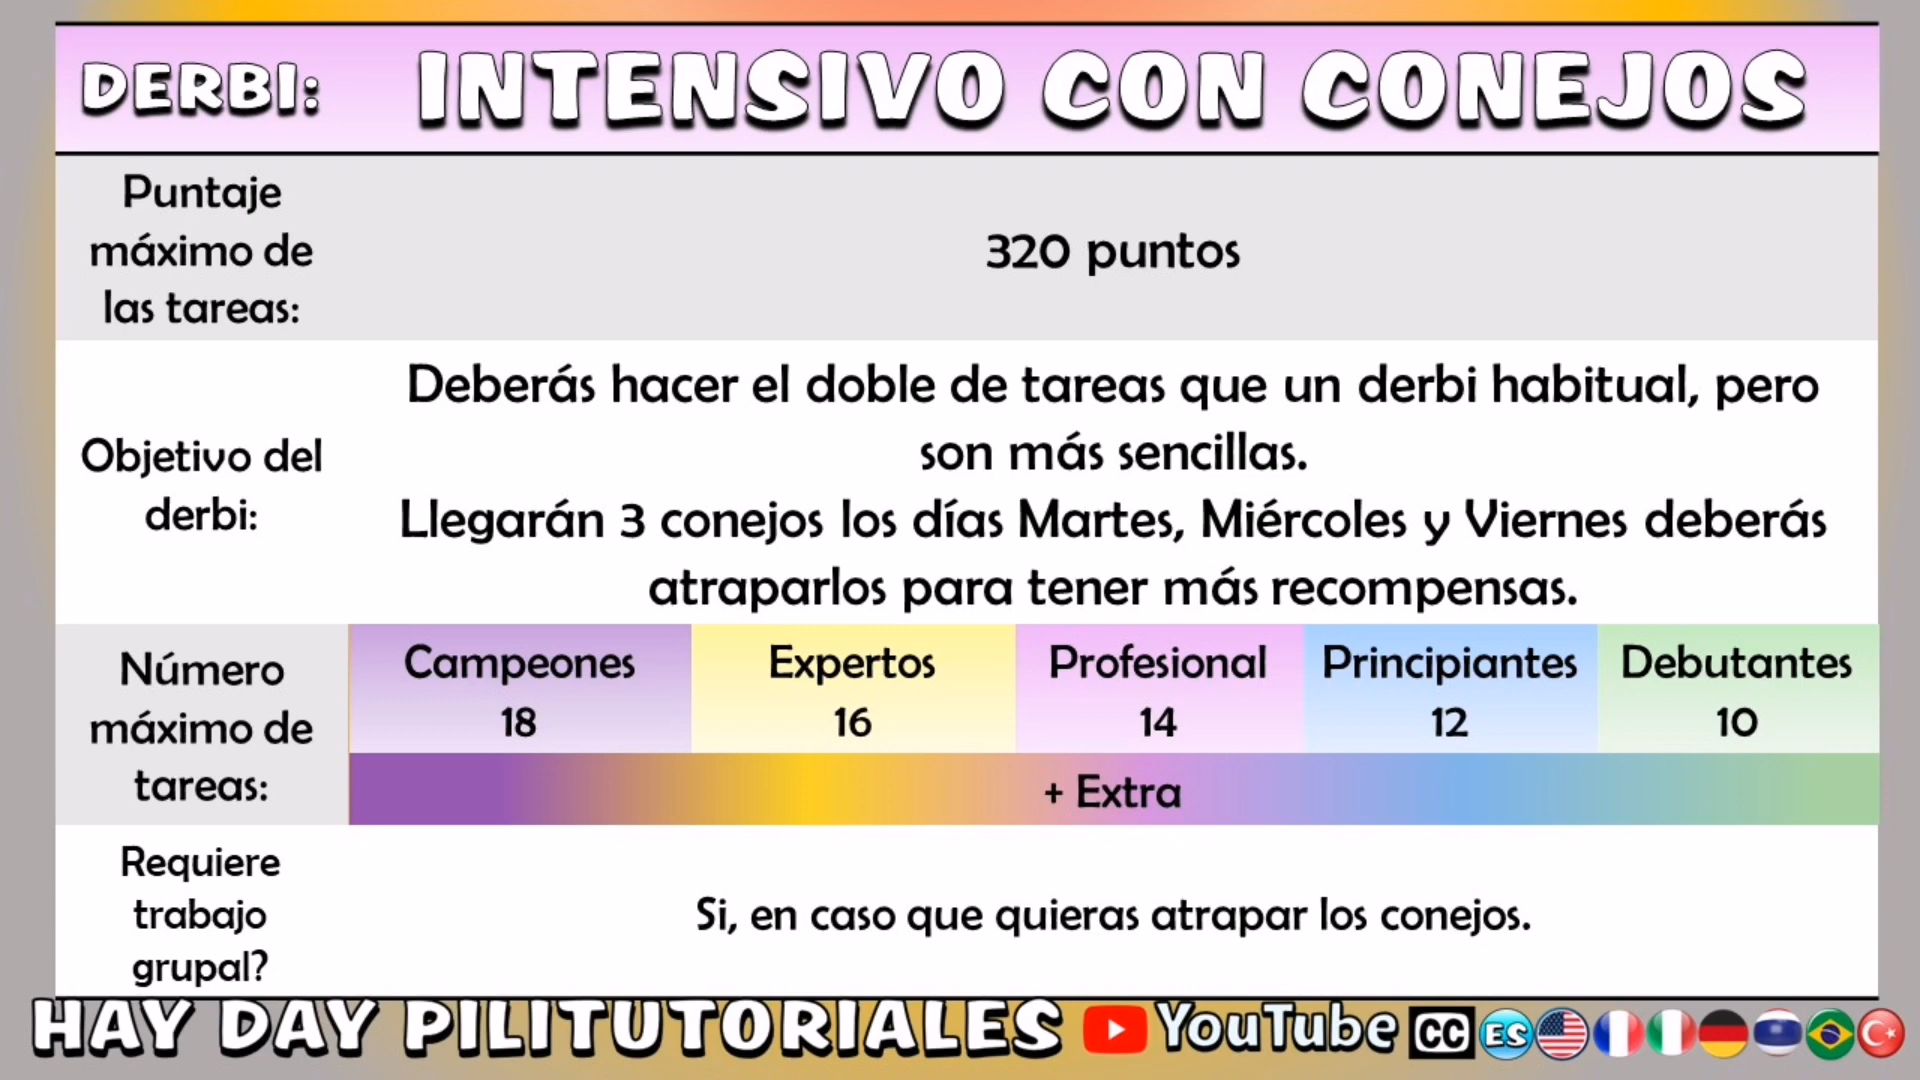 DERBI: INTENSIVO CON CONEJOS
Puntaje
máximo de
las tareas:
320 puntos
Objetivo del
derbi:
Deberás hacer el doble de tareas que un derbi habitual, pero
son más sencillas.
Llegarán 3 conejos los días Martes, Miércoles y Viernes deberás
atraparlos para tener más recompensas.
Número
máximo de
tareas:
Campeones
18
Expertos
16
Profesional
14
Principiantes
12
Debutantes
10
+ Extra
Requiere
trabajo
grupal?
Si, en caso que quieras atrapar los conejos.
HAY DAY PILITUTORIALES YouTube CC ES